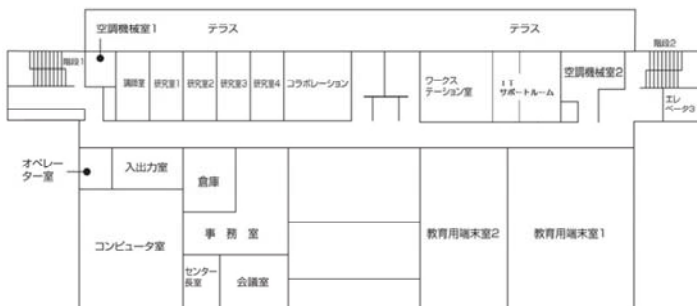 空調機械室1
テラス
テラス
階段1
階段2
講師室
研究室1
研究室2
研究室3
研究室4
コラボレーション
ワークス
テーション室
IT
サポートルーム
空調機械室2
エレ
ベータ3
オペレー
ター室
入出力室
倉庫
コンピュータ室
事 務 室
センター
長室
会議室
教育用端末室2
教育用端末室1